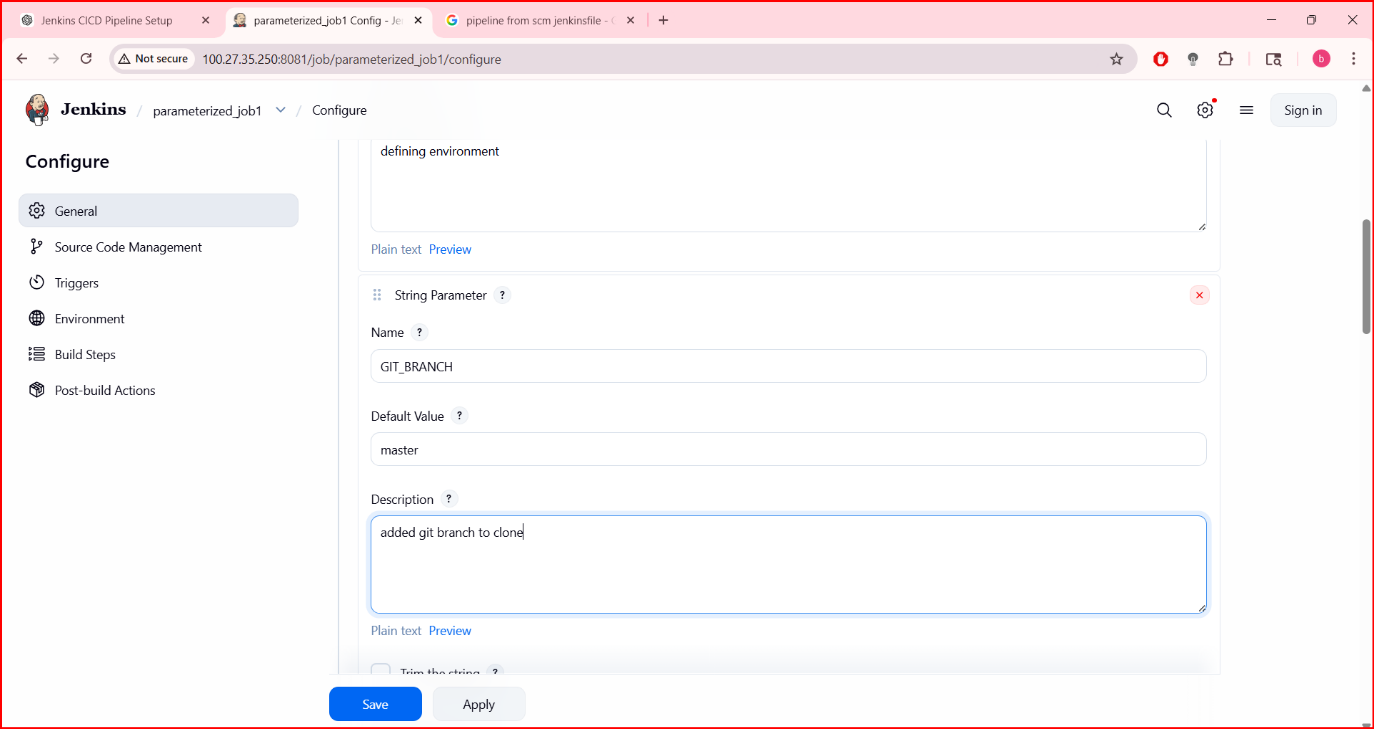 Jenkins CICD Pipeline Setup
parameterized_job1 Config - Je
pipeline from scm jenkinsfile - G
Not secure
100.27.35.250:8081/job/parameterized_job1/configure
b
Jenkins / parameterized_job1 / Configure
Sign in
Configure
General
Source Code Management
Triggers
Environment
Build Steps
Post-build Actions
defining environment
Plain text Preview
String Parameter ?
Name ?
GIT_BRANCH
Default Value ?
master
Description ?
added git branch to clone
Plain text Preview
Trim the string ?
Save
Apply